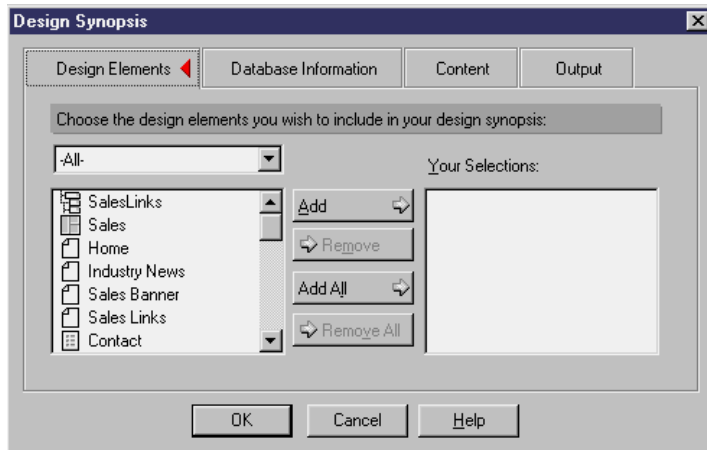 Design Synopsis
Design Elements Database Information Content Output
Choose the design elements you wish to include in your design synopsis:
-All-
Your Selections:
SalesLinks
Sales
Home
Industry News
Sales Banner
Sales Links
Contact
Add
Remove
Add All
Remove All
OK Cancel Help